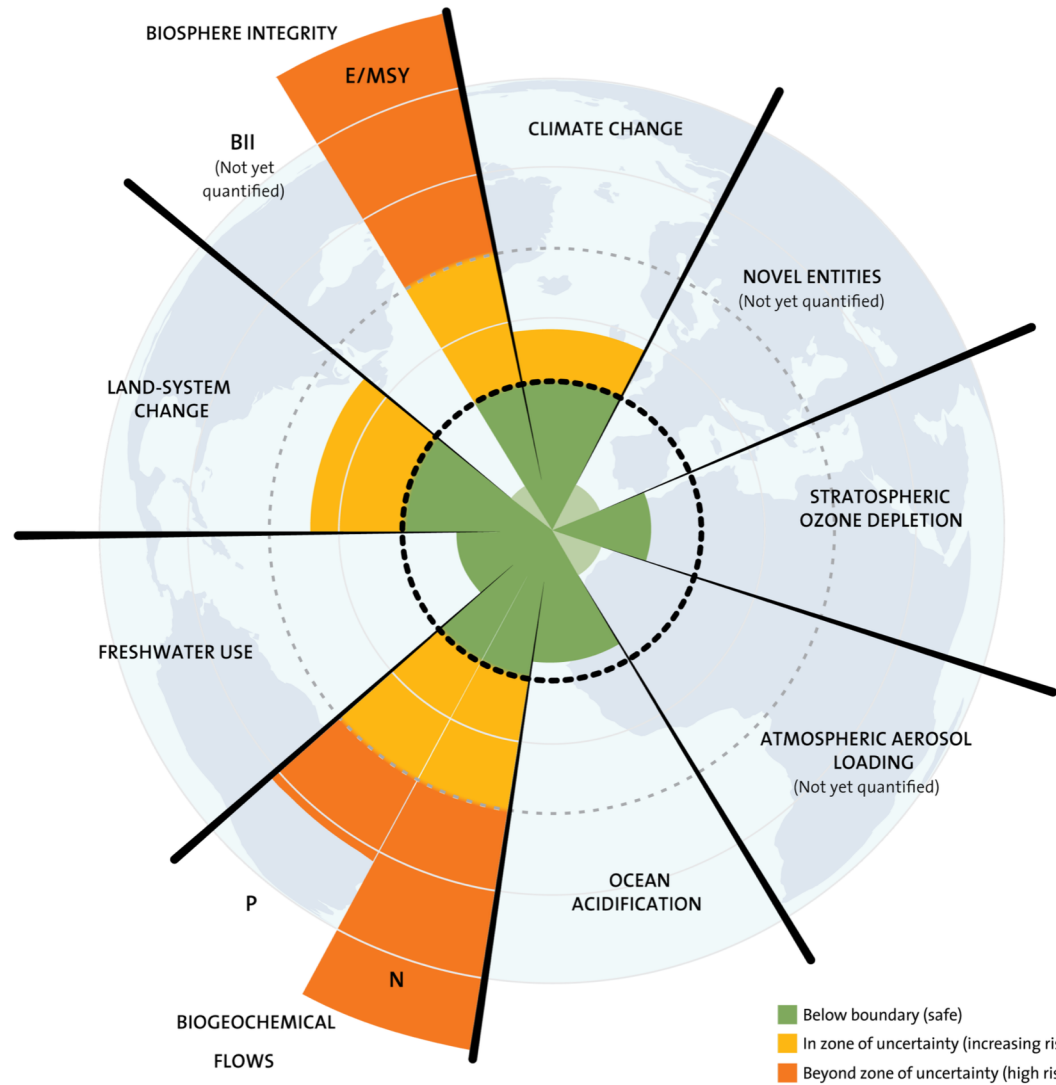 BIOSPHERE INTEGRITY
E/MSY
CLIMATE CHANGE
BII
(Not yet
quantified)
NOVEL ENTITIES
(Not yet quantified)
LAND-SYSTEM
CHANGE
STRATOSPHERIC
OZONE DEPLETION
FRESHWATER USE
ATMOSPHERIC AEROSOL
LOADING
(Not yet quantified)
OCEAN
ACIDIFICATION
P
N
BIOGEOCHEMICAL
FLOWS
Below boundary (safe)
In zone of uncertainty (increasing
Beyond zone of uncertainty (high